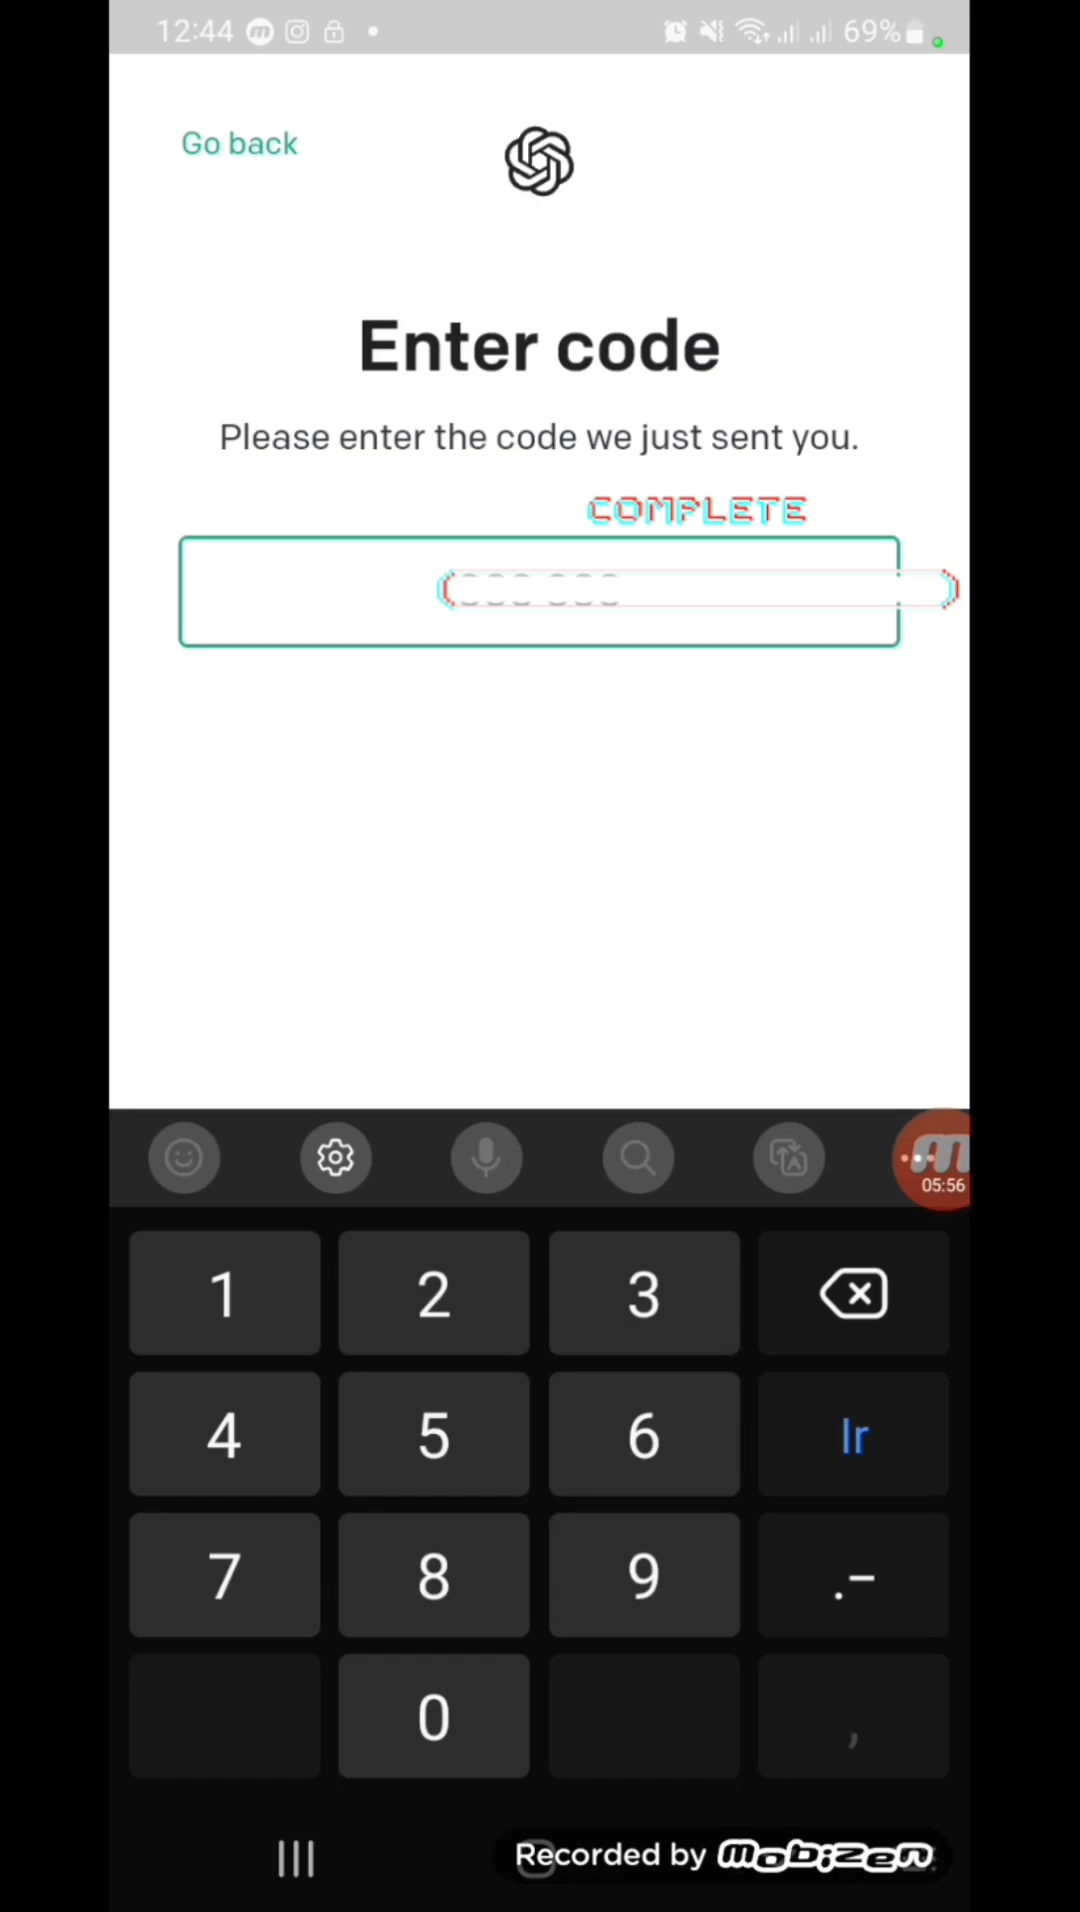 12:44
69%
Go back
Enter code
Please enter the code we just sent you.
COMPLETE
05:56
1 2 3
4 5 6 Ir
7 8 9 .-
0 ,
Recorded by mobizen